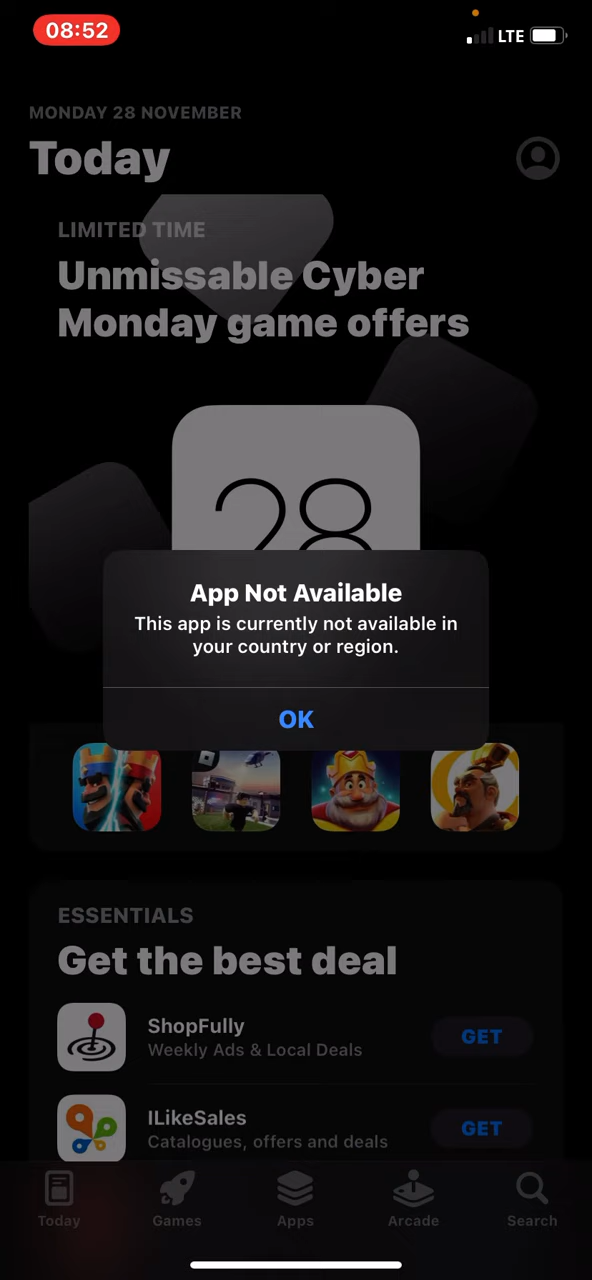 08:52
LTE
MONDAY 28 NOVEMBER
Today
LIMITED TIME
Unmissable Cyber
Monday game offers
28
App Not Available
This app is currently not available in
your country or region.
OK
ESSENTIALS
Get the best deal
ShopFully
Weekly Ads & Local Deals
GET
ILikeSales
Catalogues, offers and deals
GET
Today
Games
Apps
Arcade
Search